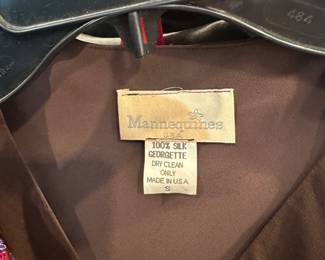 484
Mannequines
U.S.A.
100% SILK
GEORGETTE
DRY CLEAN
ONLY
MADE IN U.S.A.
S